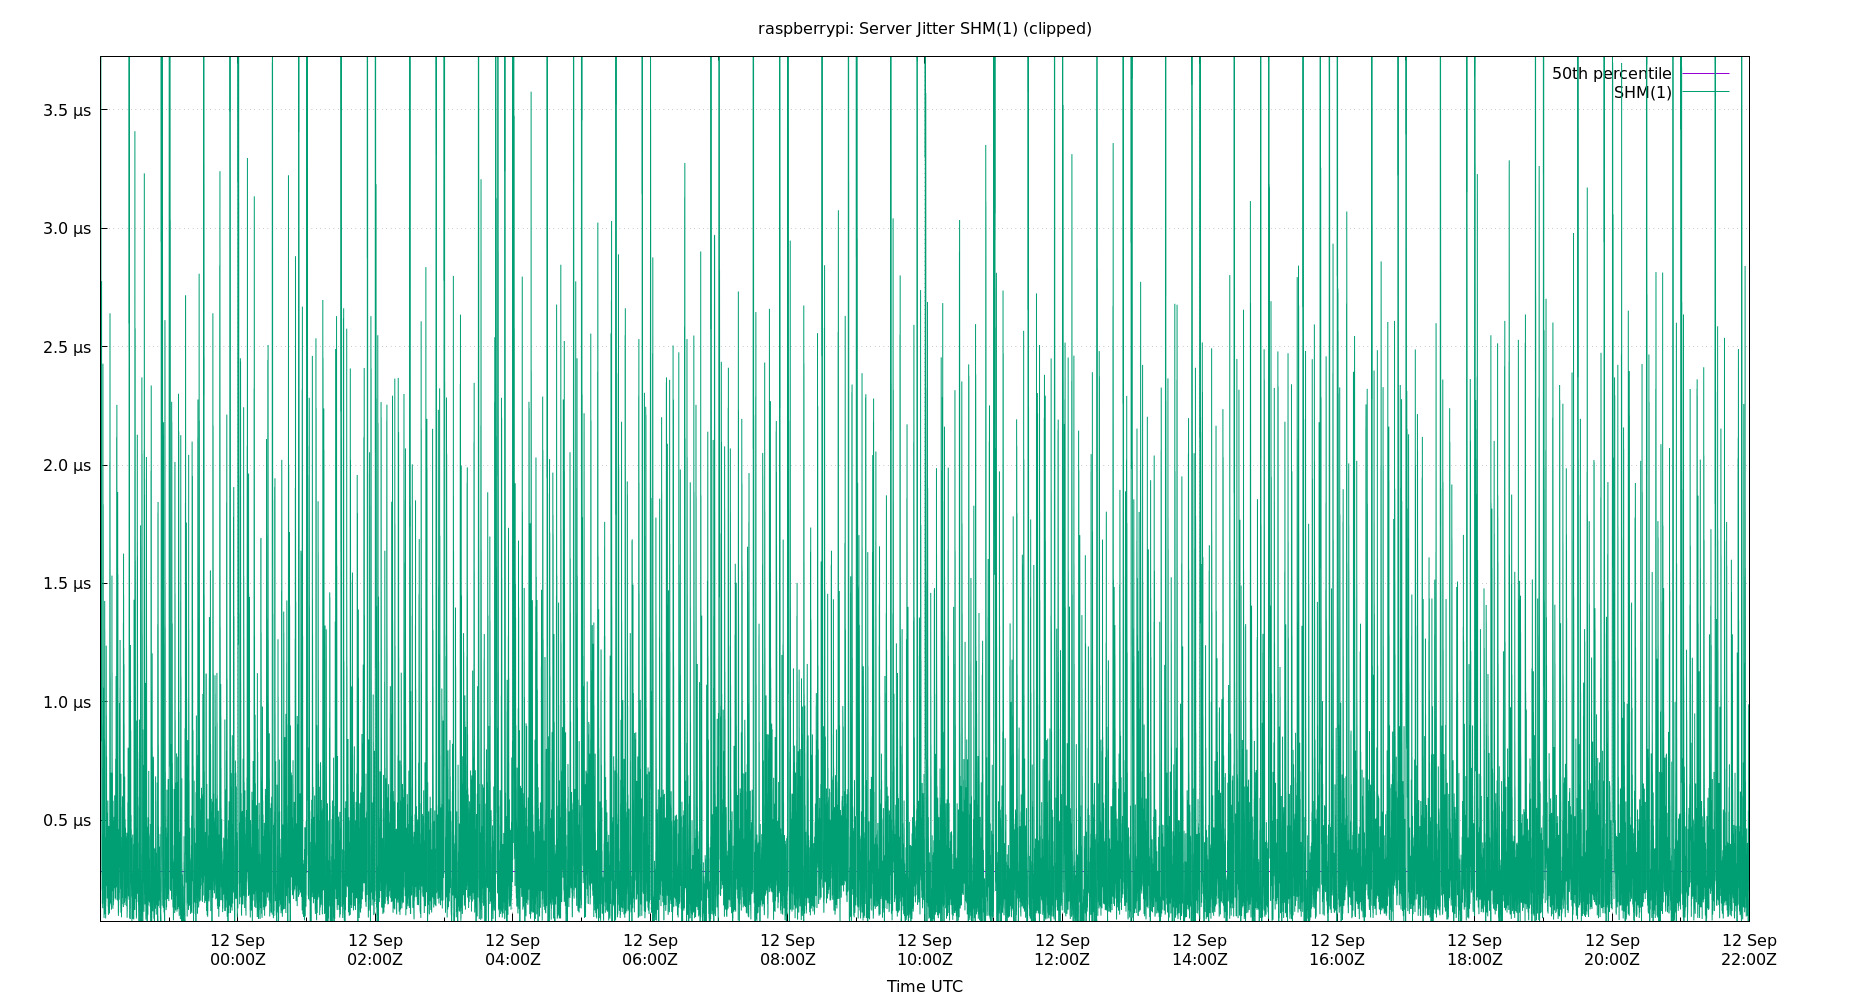 raspberrypi: Server Jitter SHM(1) (clipped)
50th percentile
SHM(1)
3.5 µs
3.0 µs
2.5 µs
2.0 µs
1.5 µs
1.0 µs
0.5 µs
12 Sep 12 Sep 12 Sep 12 Sep 12 Sep 12 Sep 12 Sep 12 Sep 12 Sep 12 Sep 12 Sep 12 Sep
00:00Z 02:00Z 04:00Z 06:00Z 08:00Z 10:00Z 12:00Z 14:00Z 16:00Z 18:00Z 20:00Z 22:00Z
Time UTC